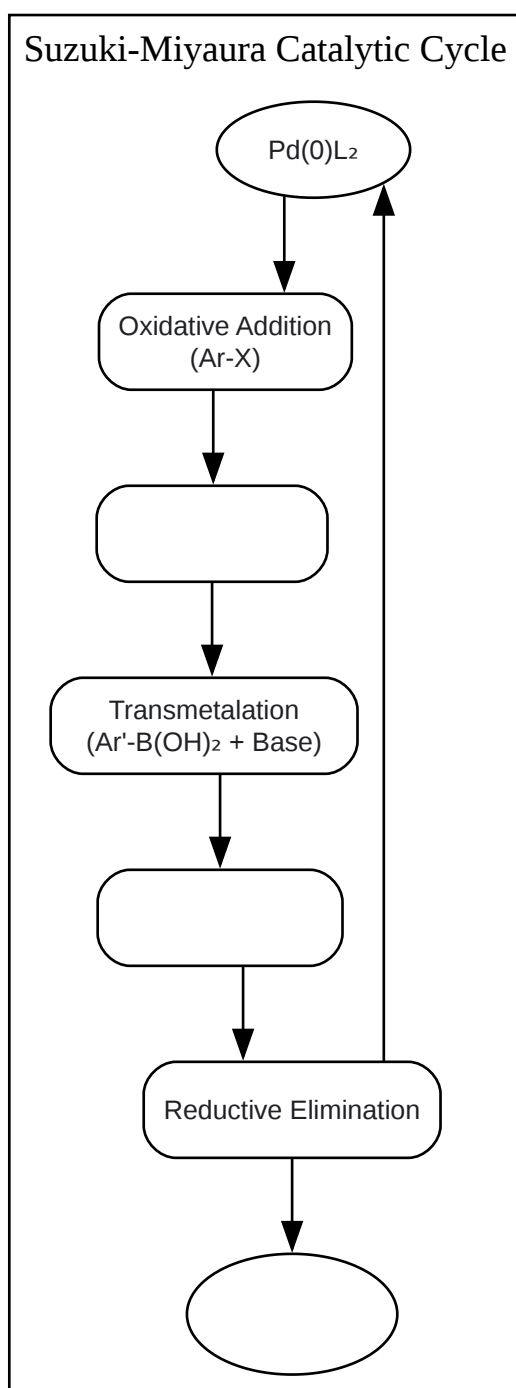 Suzuki-Miyaura Catalytic Cycle
Pd(0)L₂
Oxidative Addition
(Ar-X)
Transmetalation
(Ar'-B(OH)₂ + Base)
Reductive Elimination